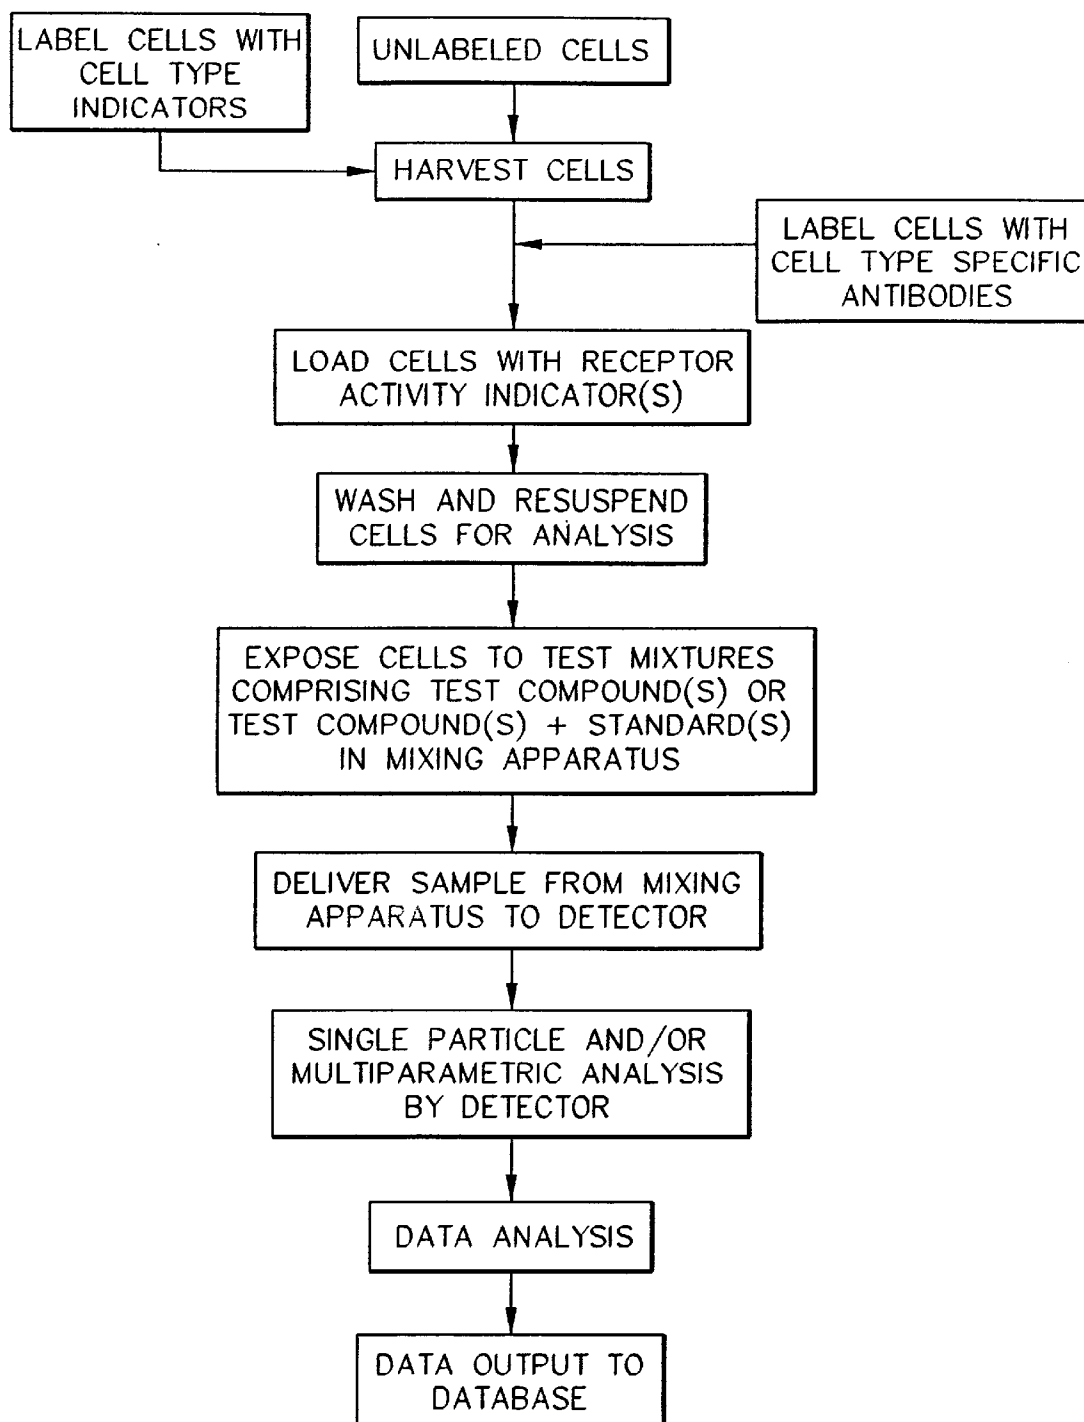 LABEL CELLS WITH
CELL TYPE
INDICATORS
UNLABELED CELLS
HARVEST CELLS
LABEL CELLS WITH
CELL TYPE SPECIFIC
ANTIBODIES
LOAD CELLS WITH RECEPTOR
ACTIVITY INDICATOR(S)
WASH AND RESUSPEND
CELLS FOR ANALYSIS
EXPOSE CELLS TO TEST MIXTURES
COMPRISING TEST COMPOUND(S) OR
TEST COMPOUND(S) + STANDARD(S)
IN MIXING APPARATUS
DELIVER SAMPLE FROM MIXING
APPARATUS TO DETECTOR
SINGLE PARTICLE AND/OR
MULTIPARAMETRIC ANALYSIS
BY DETECTOR
DATA ANALYSIS
DATA OUTPUT TO
DATABASE